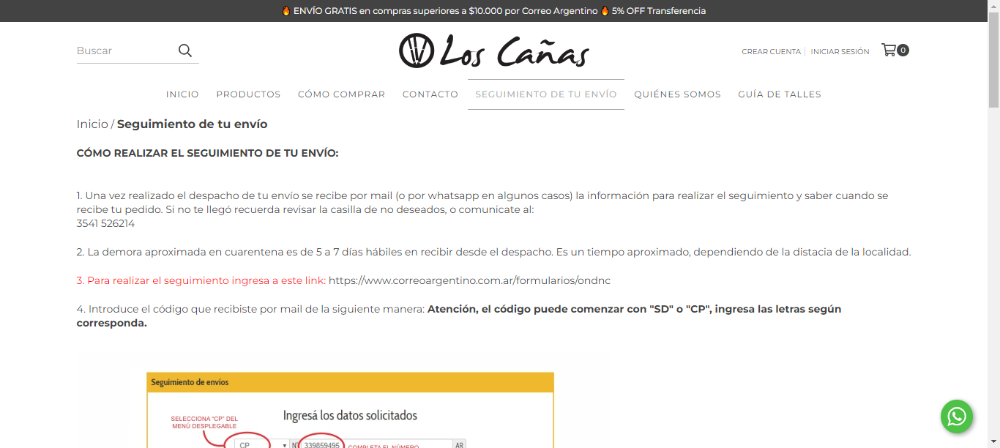 🔥 ENVÍO GRATIS en compras superiores a $10.000 por Correo Argentino 🔥 5% OFF Transferencia
Buscar
Los Cañas
CREAR CUENTA | INICIAR SESIÓN
0
INICIO PRODUCTOS CÓMO COMPRAR CONTACTO SEGUIMIENTO DE TU ENVÍO QUIÉNES SOMOS GUÍA DE TALLES
Inicio / Seguimiento de tu envío
CÓMO REALIZAR EL SEGUIMIENTO DE TU ENVÍO:
1. Una vez realizado el despacho de tu envío se recibe por mail (o por whatsapp en algunos casos) la información para realizar el seguimiento y saber cuando se
recibe tu pedido. Si no te llegó recuerda revisar la casilla de no deseados, o comunicate al:
3541 526214
2. La demora aproximada en cuarentena es de 5 a 7 días hábiles en recibir desde el despacho. Es un tiempo aproximado, dependiendo de la distacia de la localidad.
3. Para realizar el seguimiento ingresa a este link: https://www.correoargentino.com.ar/formularios/ondnc
4. Introduce el código que recibiste por mail de la siguiente manera: Atención, el código puede comenzar con "SD" o "CP", ingresa las letras según
corresponda.
Seguimiento de envios
Ingresá los datos solicitados
SELECCIONA "CP" DEL
MENÚ DESPLEGABLE
CP 339859495 COMPLETA EL NÚMERO AR